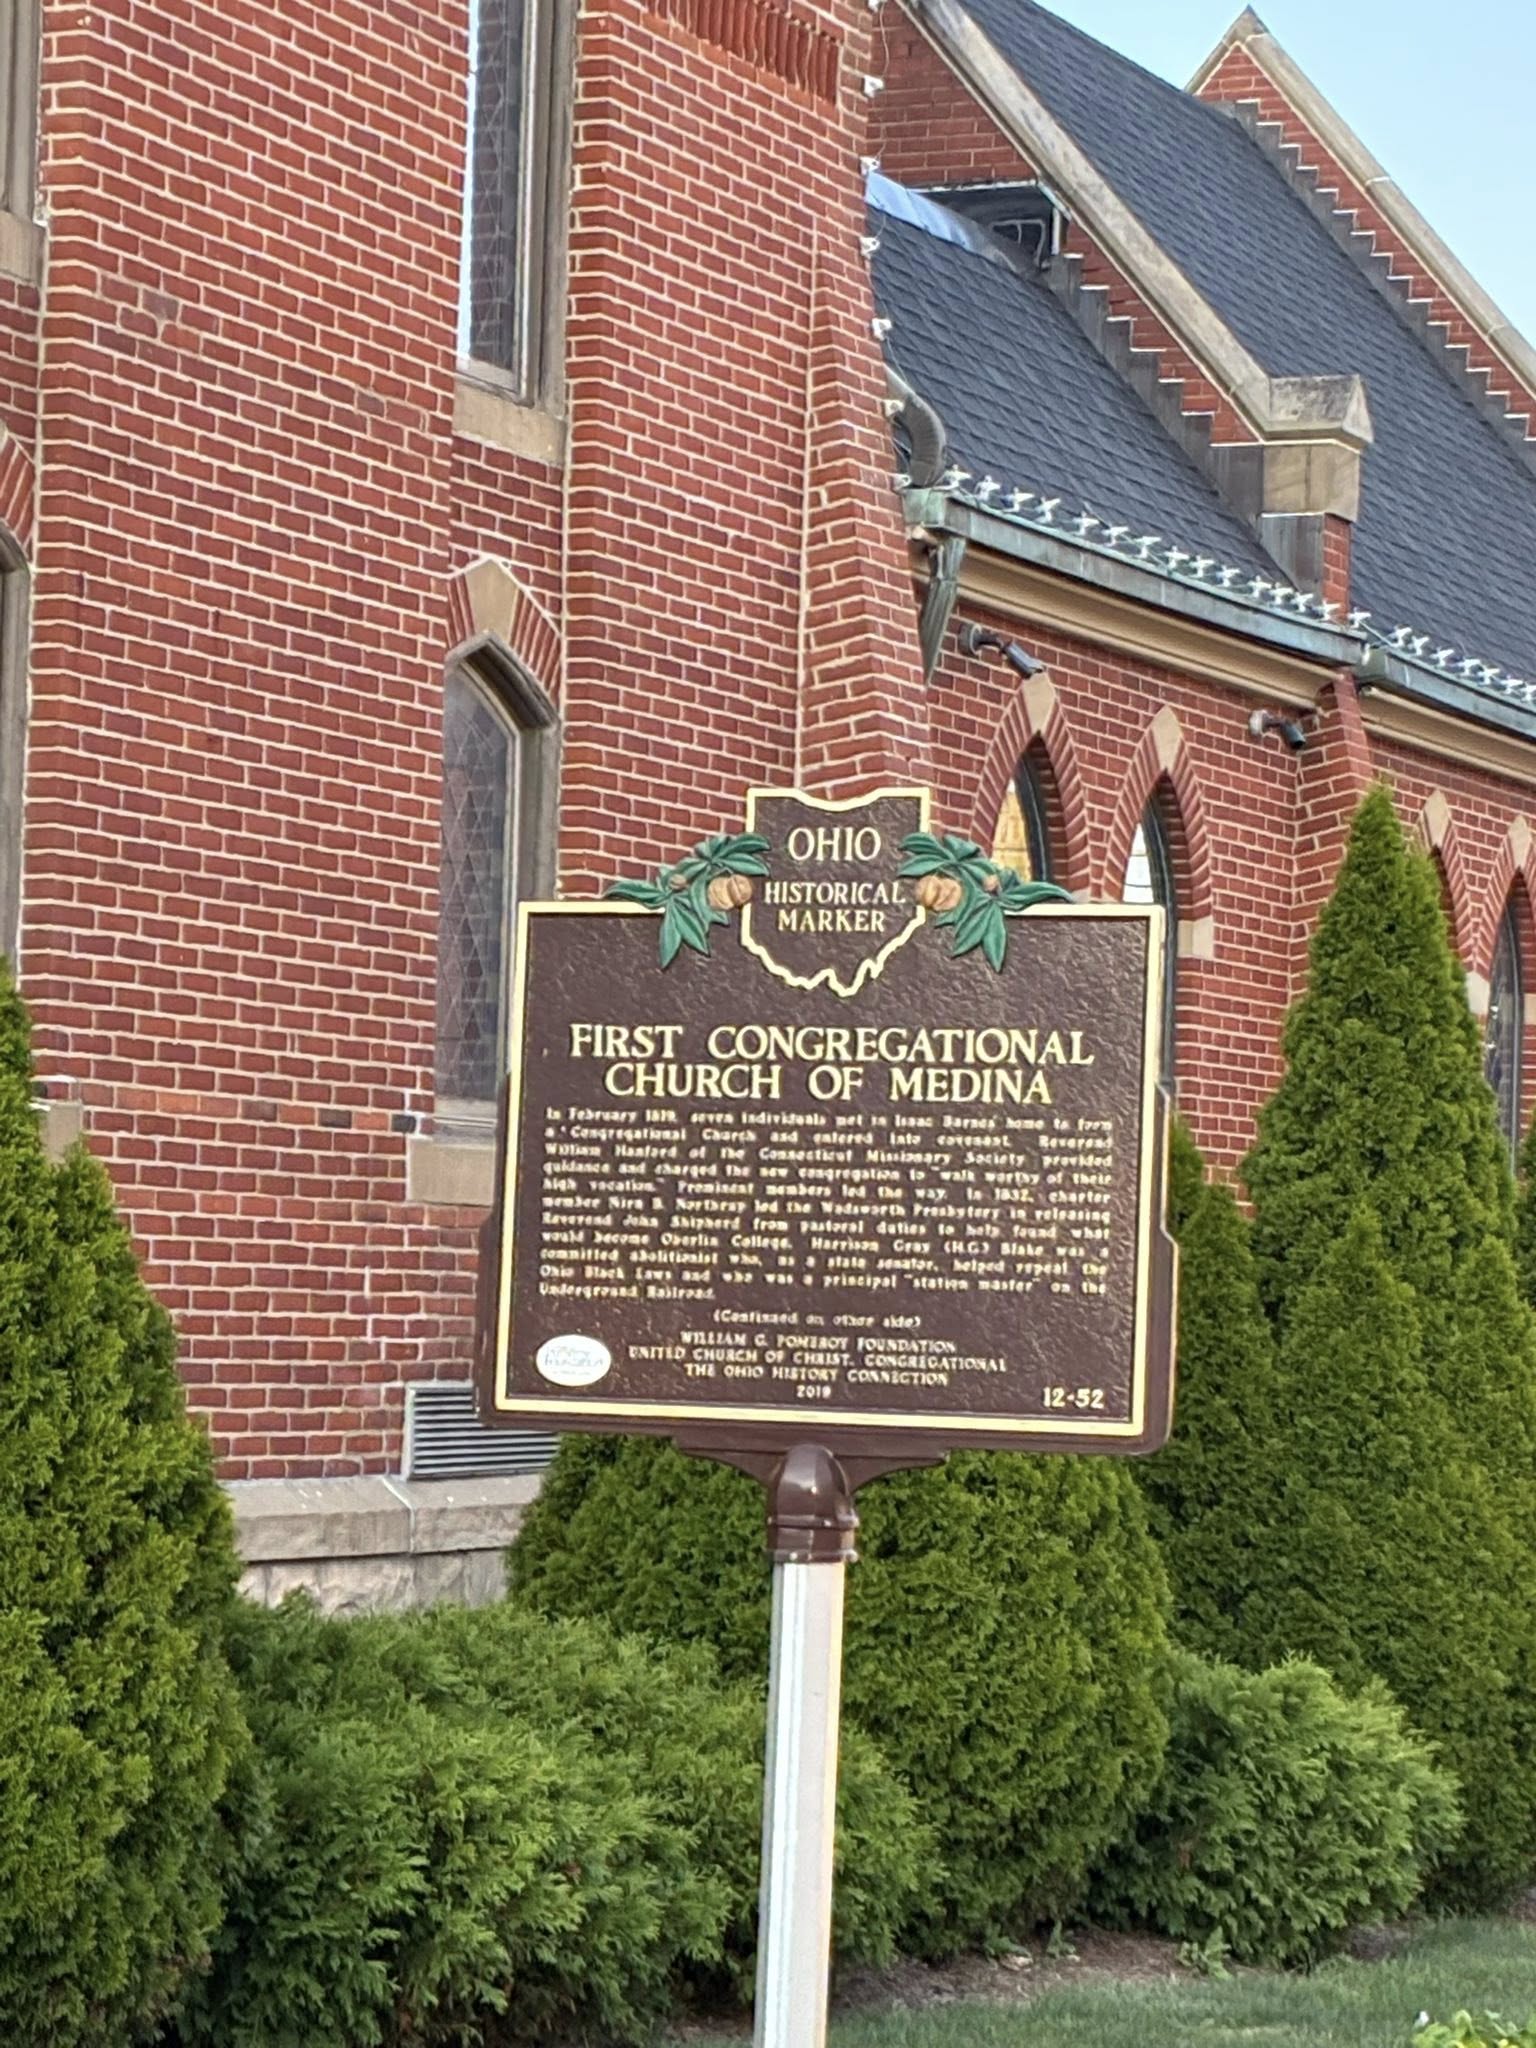 OHIO
HISTORICAL
MARKER
FIRST CONGREGATIONAL
CHURCH OF MEDINA
In February 1819, seven individuals met in Isaac Barnes' home to form
a Congregational Church and entered into covenant. Reverend
William Hanford of the Connecticut Missionary Society provided
guidance and charged the new congregation to "walk worthy of their
high vocation." Prominent members led the way. In 1832, charter
member Nira B. Northrup led the Wadsworth Presbytery in releasing
Reverend John Shipherd from pastoral duties to help found what
would become Oberlin College. Harrison Gray (H.G.) Blake was a
committed abolitionist who, as a state senator, helped repeal the
Ohio Black Laws and who was a principal "station master" on the
Underground Railroad.
(Continued on other side)
WILLIAM G. POMEROY FOUNDATION
UNITED CHURCH OF CHRIST, CONGREGATIONAL
THE OHIO HISTORY CONNECTION
2019
12-52